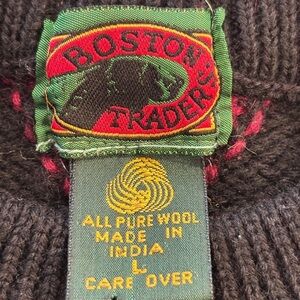 BOSTON
TRADERS
ALL PURE WOOL
MADE IN
INDIA
L
CARE OVER